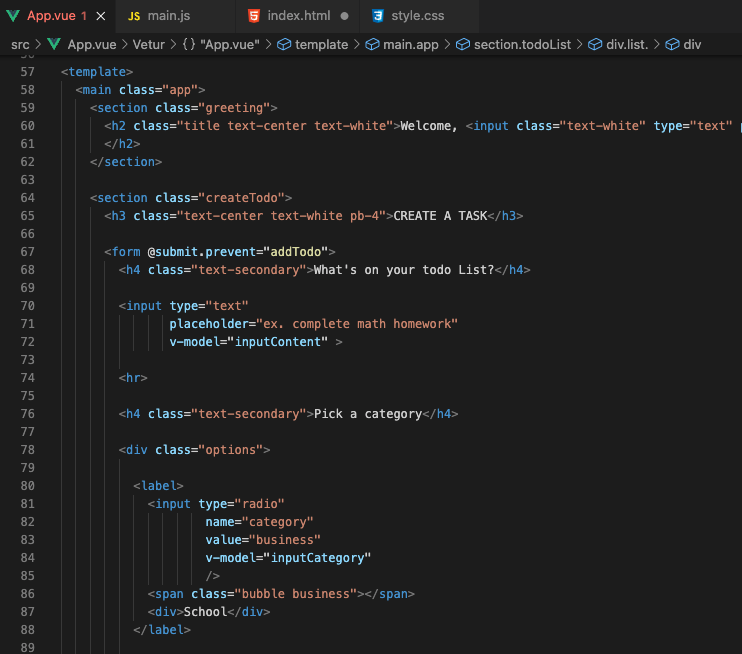 App.vue 1 × JS main.js index.html ● style.css
src > App.vue > Vetur > {} "App.vue" > template > main.app > section.todoList > div.list. > div
57 <template>
58 <main class="app">
59 <section class="greeting">
60 <h2 class="title text-center text-white">Welcome, <input class="text-white" type="text"
61 </h2>
62 </section>
63
64 <section class="createTodo">
65 <h3 class="text-center text-white pb-4">CREATE A TASK</h3>
66
67 <form @submit.prevent="addTodo">
68 <h4 class="text-secondary">What's on your todo List?</h4>
69
70 <input type="text"
71 placeholder="ex. complete math homework"
72 v-model="inputContent" >
73
74 <hr>
75
76 <h4 class="text-secondary">Pick a category</h4>
77
78 <div class="options">
79
80 <label>
81 <input type="radio"
82 name="category"
83 value="business"
84 v-model="inputCategory"
85 />
86 <span class="bubble business"></span>
87 <div>School</div>
88 </label>
89